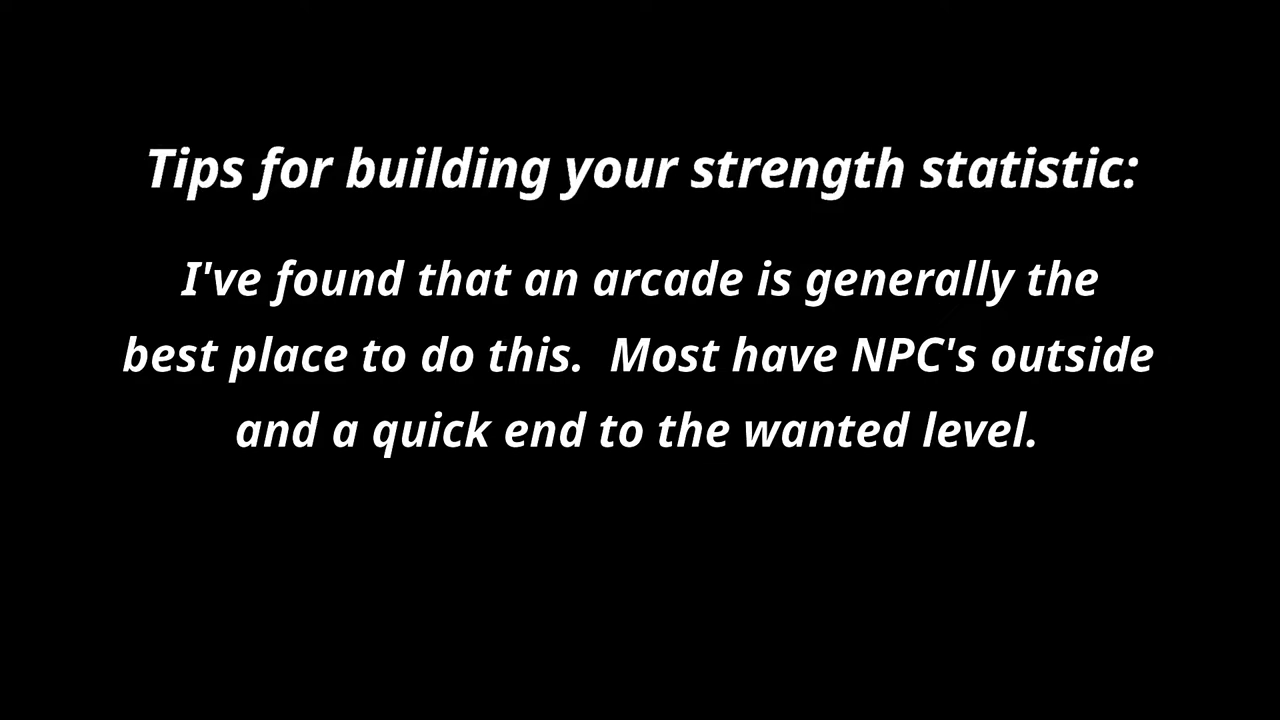 Tips for building your strength statistic:
I've found that an arcade is generally the
best place to do this.  Most have NPC's outside
and a quick end to the wanted level.